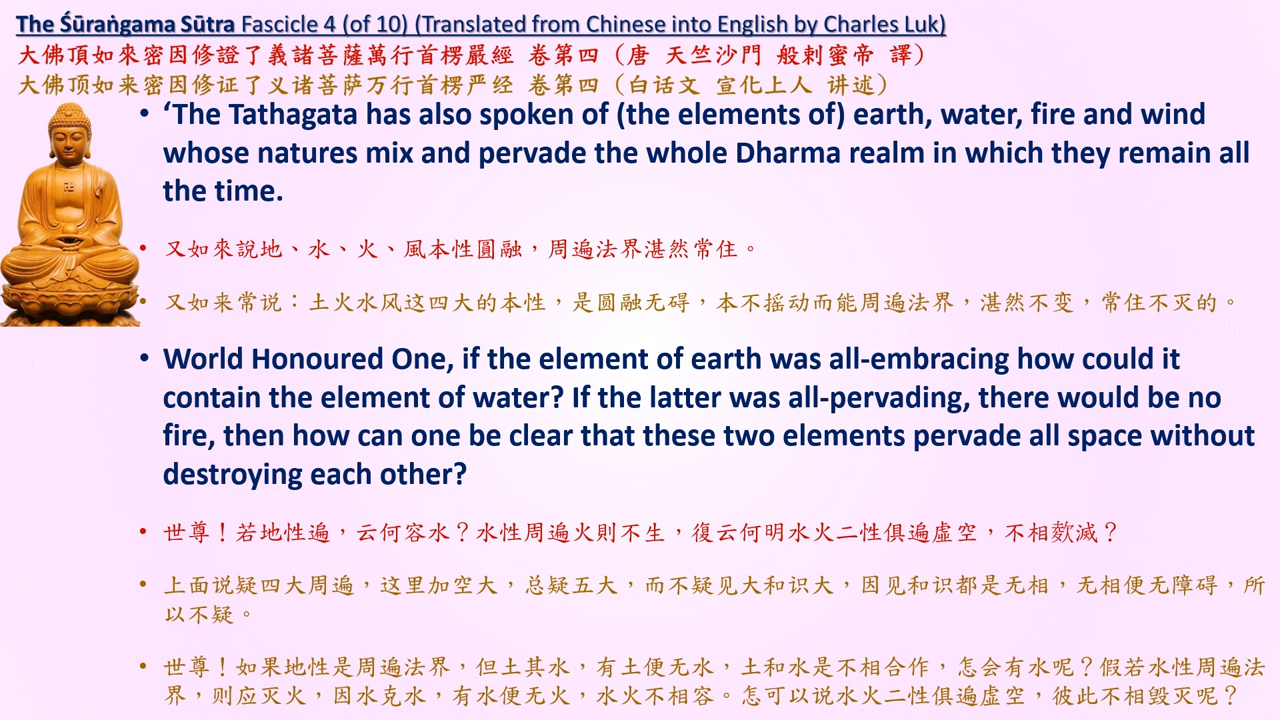 The Śūraṅgama Sūtra Fascicle 4 (of 10) (Translated from Chinese into English by Charles Luk)
大佛頂如來密因修證了義諸菩薩萬行首楞嚴經 卷第四（唐 天竺沙門 般剌蜜帝 譯）
大佛顶如来密因修证了义诸菩萨万行首楞严经 卷第四（白话文 宣化上人 讲述）
• ‘The Tathagata has also spoken of (the elements of) earth, water, fire and wind
whose natures mix and pervade the whole Dharma realm in which they remain all
the time.
• 又如來說地、水、火、風本性圓融，周遍法界湛然常住。
• 又如来常说：土火水风这四大的本性，是圆融无碍，本不摇动而能周遍法界，湛然不变，常住不灭的。
• World Honoured One, if the element of earth was all-embracing how could it
contain the element of water? If the latter was all-pervading, there would be no
fire, then how can one be clear that these two elements pervade all space without
destroying each other?
• 世尊！若地性遍，云何容水？水性周遍火則不生，復云何明水火二性俱遍虛空，不相歎滅？
• 上面说疑四大周遍，这里加空大，总疑五大，而不疑见大和识大，因见和识都是无相，无相便无障碍，所
以不疑。
• 世尊！如果地性是周遍法界，但土其水，有土便无水，土和水是不相合作，怎会有水呢？假若水性周遍法
界，则应灭火，因水克水，有水便无火，水火不相容。怎可以说水火二性俱遍虚空，彼此不相毁灭呢？